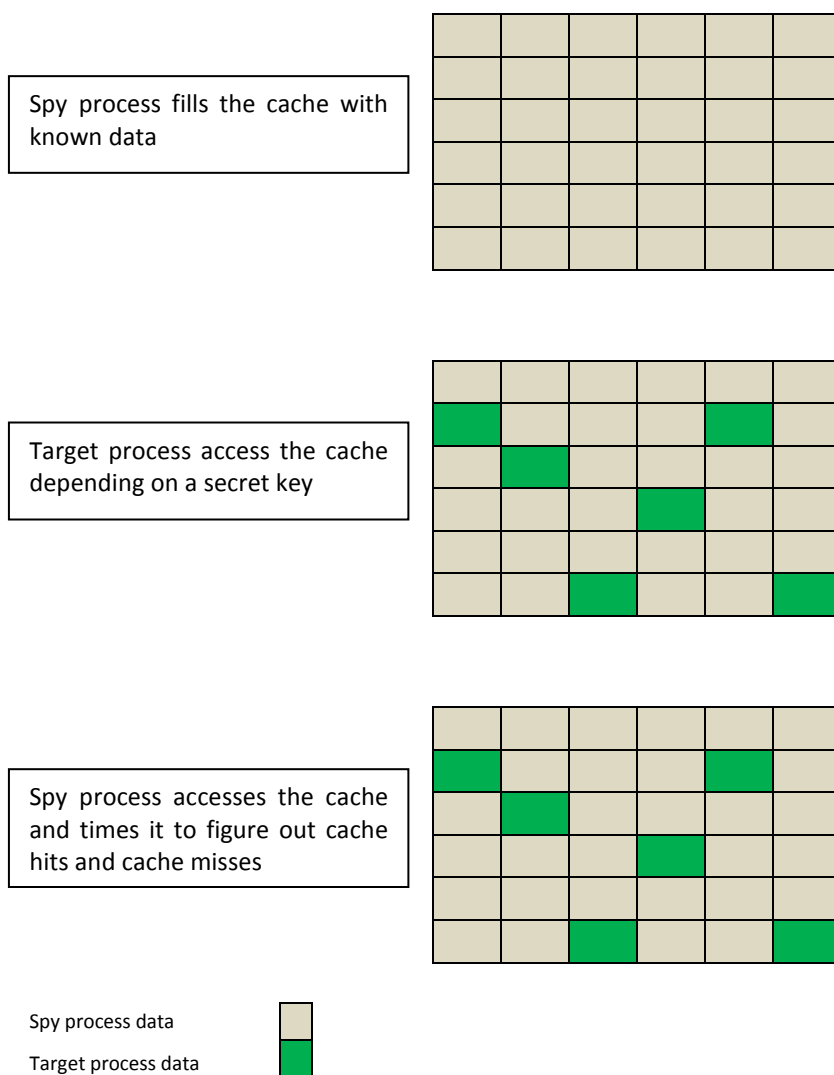 Spy process fills the cache with
known data
Target process access the cache
depending on a secret key
Spy process accesses the cache
and times it to figure out cache
hits and cache misses
Spy process data
Target process data